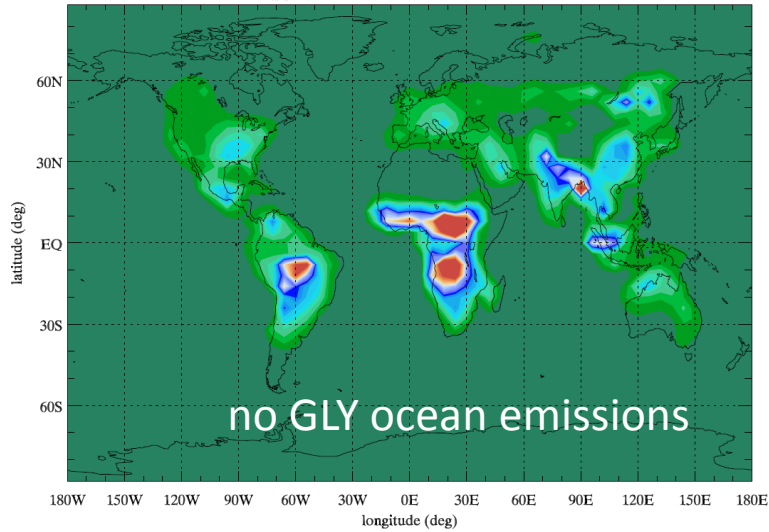 60N
30N
EQ
30S
60S
latitude (deg)
no GLY ocean emissions
180W 150W 120W 90W 60W 30W 0E 30E 60E 90E 120E 150E 180E
longitude (deg)